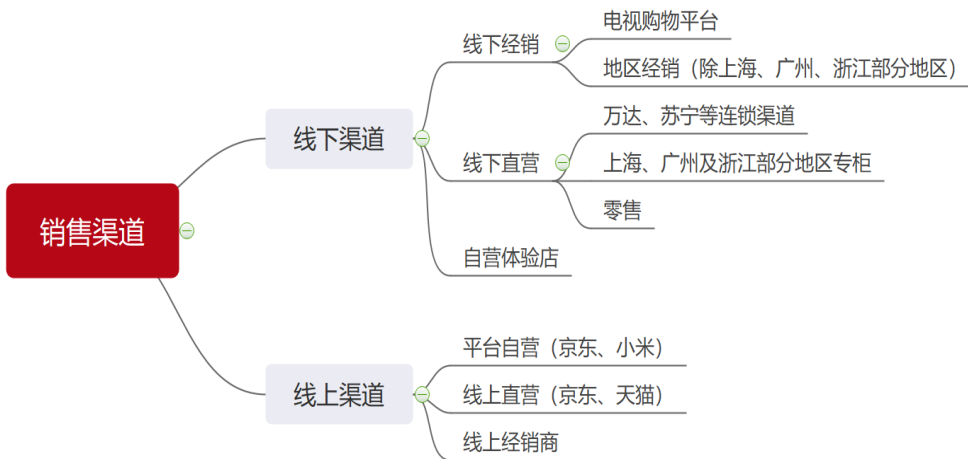 销售渠道
线下渠道
线下经销
电视购物平台
地区经销（除上海、广州、浙江部分地区）
线下直营
万达、苏宁等连锁渠道
上海、广州及浙江部分地区专柜
零售
自营体验店
线上渠道
平台自营（京东、小米）
线上直营（京东、天猫）
线上经销商